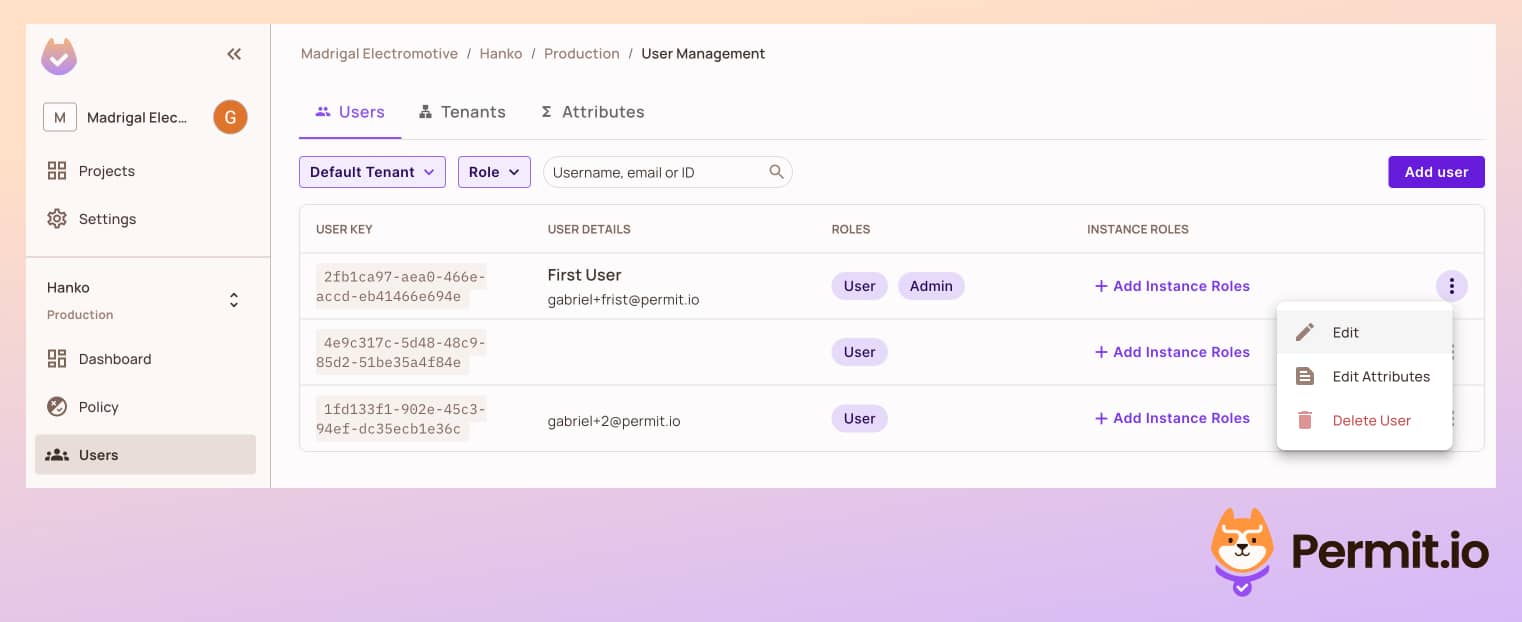 Madrigal Electromotive / Hanko / Production / User Management
M Madrigal Elec... G
Projects
Settings
Hanko
Production
Dashboard
Policy
Users
Users Tenants Σ Attributes
Default Tenant Role Username, email or ID Add user
USER KEY USER DETAILS ROLES INSTANCE ROLES
2fb1ca97-aea0-466e-
accd-eb41466e694e
First User
gabriel+frist@permit.io
User Admin + Add Instance Roles
4e9c317c-5d48-48c9-
85d2-51be35a4f84e
User + Add Instance Roles
1fd133f1-902e-45c3-
94ef-dc35ecb1e36c
gabriel+2@permit.io
User + Add Instance Roles
Edit
Edit Attributes
Delete User
Permit.io